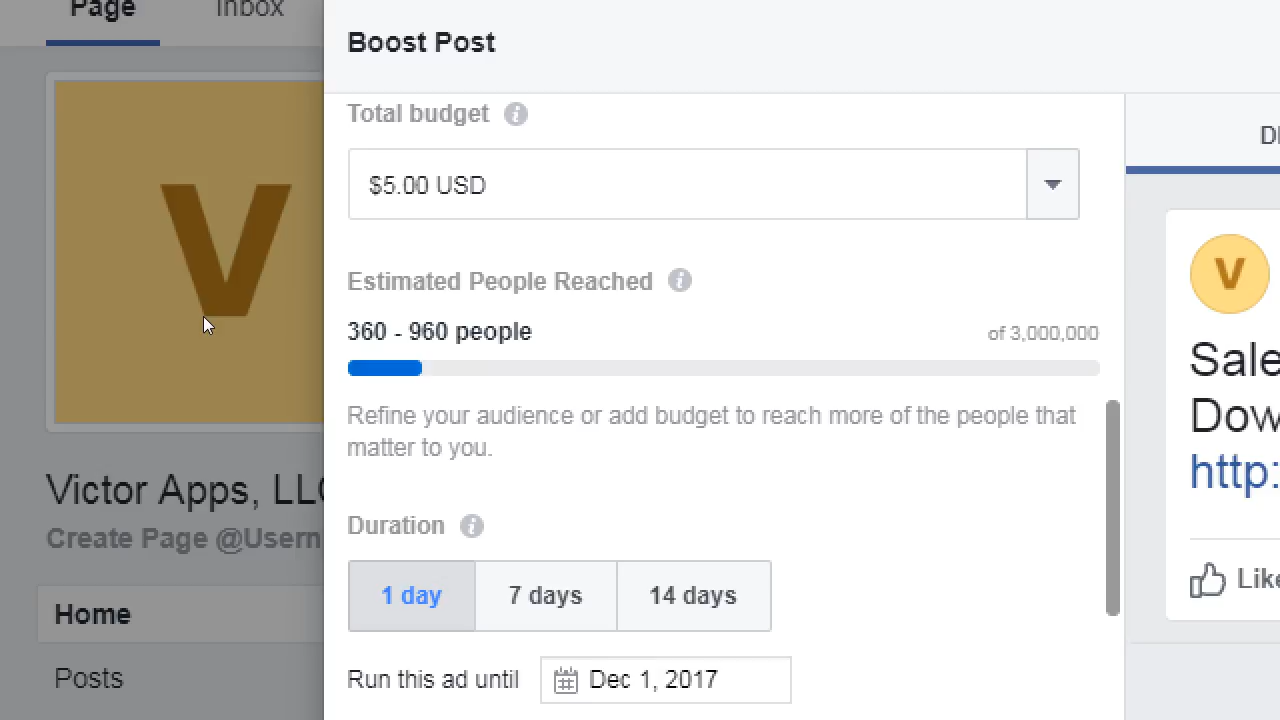 Page
Inbox
Boost Post
Total budget
$5.00 USD
V
Estimated People Reached
360 - 960 people
of 3,000,000
Refine your audience or add budget to reach more of the people that
matter to you.
Victor Apps,
Create Page
Duration
1 day
7 days
14 days
Home
Posts
Run this ad until
Dec 1, 2017
V
Sale
http:
Like